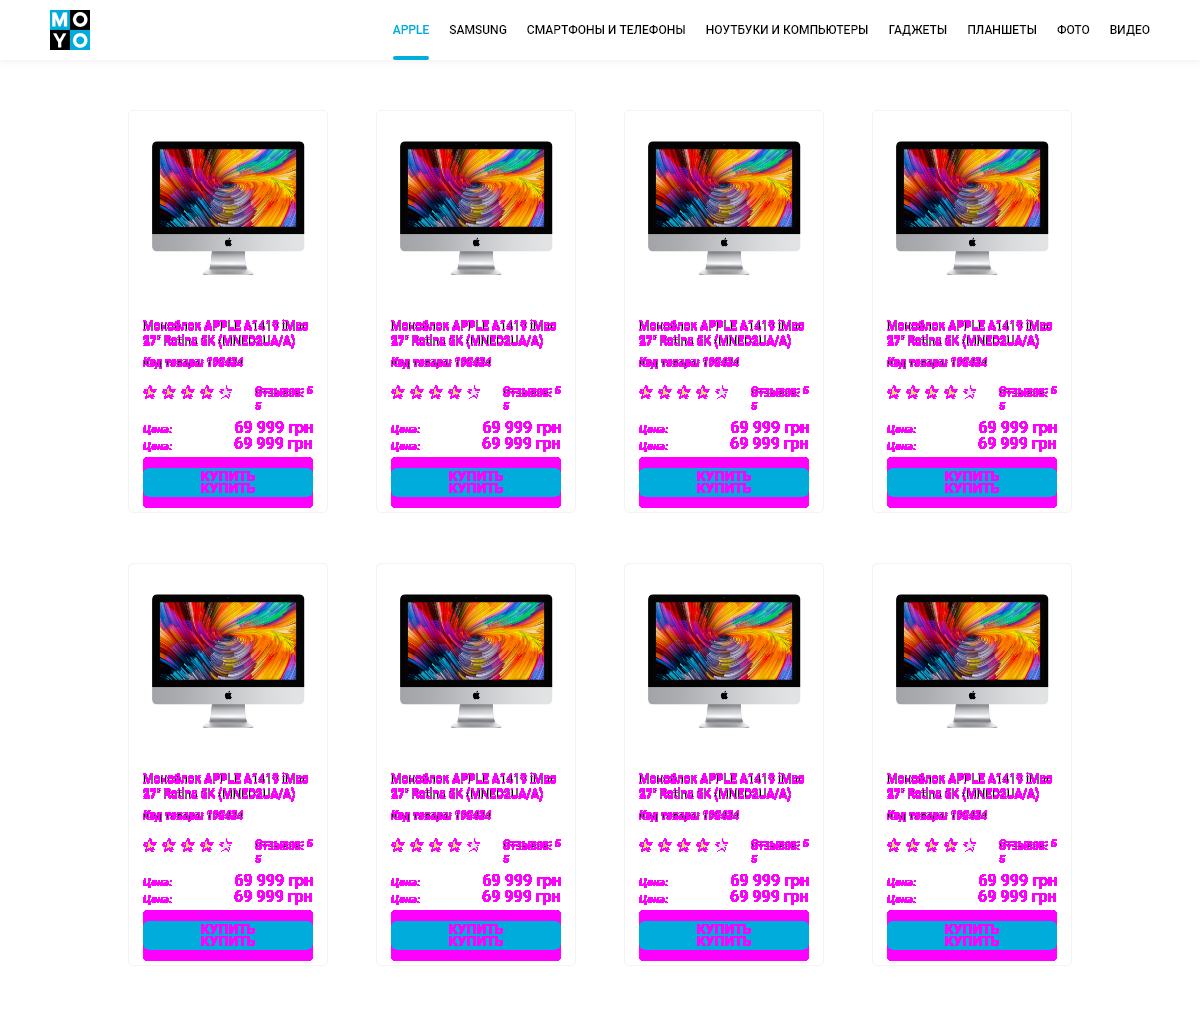 MO
YO
APPLE SAMSUNG СМАРТФОНЫ И ТЕЛЕФОНЫ НОУТБУКИ И КОМПЬЮТЕРЫ ГАДЖЕТЫ ПЛАНШЕТЫ ФОТО ВИДЕО
Моноблок APPLE A1419 iMac
27" Retina 5K (MNED2UA/A)
Код товара:
Отзывов: 5
5
Цена: 69 999 грн
Цена: 69 999 грн
КУПИТЬ
КУПИТЬ
Моноблок APPLE A1419 iMac
27" Retina 5K (MNED2UA/A)
Код товара:
Отзывов: 5
5
Цена: 69 999 грн
Цена: 69 999 грн
КУПИТЬ
КУПИТЬ
Моноблок APPLE A1419 iMac
27" Retina 5K (MNED2UA/A)
Код товара:
Отзывов: 5
5
Цена: 69 999 грн
Цена: 69 999 грн
КУПИТЬ
КУПИТЬ
Моноблок APPLE A1419 iMac
27" Retina 5K (MNED2UA/A)
Код товара:
Отзывов: 5
5
Цена: 69 999 грн
Цена: 69 999 грн
КУПИТЬ
КУПИТЬ
Моноблок APPLE A1419 iMac
27" Retina 5K (MNED2UA/A)
Код товара:
Отзывов: 5
5
Цена: 69 999 грн
Цена: 69 999 грн
КУПИТЬ
КУПИТЬ
Моноблок APPLE A1419 iMac
27" Retina 5K (MNED2UA/A)
Код товара:
Отзывов: 5
5
Цена: 69 999 грн
Цена: 69 999 грн
КУПИТЬ
КУПИТЬ
Моноблок APPLE A1419 iMac
27" Retina 5K (MNED2UA/A)
Код товара:
Отзывов: 5
5
Цена: 69 999 грн
Цена: 69 999 грн
КУПИТЬ
КУПИТЬ
Моноблок APPLE A1419 iMac
27" Retina 5K (MNED2UA/A)
Код товара:
Отзывов: 5
5
Цена: 69 999 грн
Цена: 69 999 грн
КУПИТЬ
КУПИТЬ